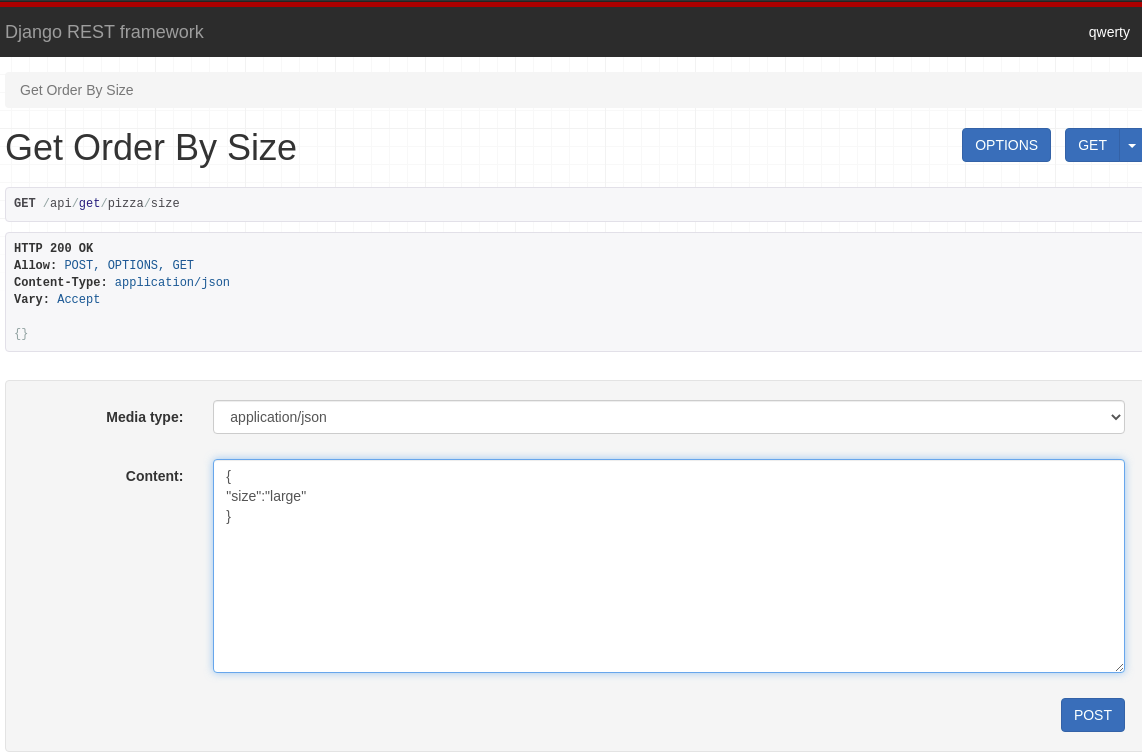 Django REST framework
qwerty
Get Order By Size
Get Order By Size
OPTIONS
GET
GET /api/get/pizza/size
HTTP 200 OK
Allow: POST, OPTIONS, GET
Content-Type: application/json
Vary: Accept
{}
Media type:
application/json
Content:
{
"size":"large"
}
POST